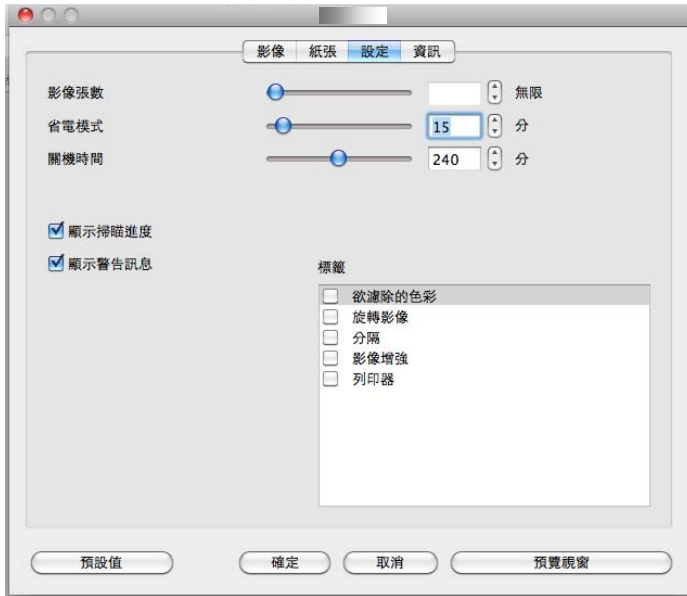 影像 紙張 設定 資訊
影像張數 無限
省電模式 15 分
關機時間 240 分
顯示掃瞄進度
顯示警告訊息
標籤
欲濾除的色彩
旋轉影像
分隔
影像增強
列印器
預設值 確定 取消 預覽視窗